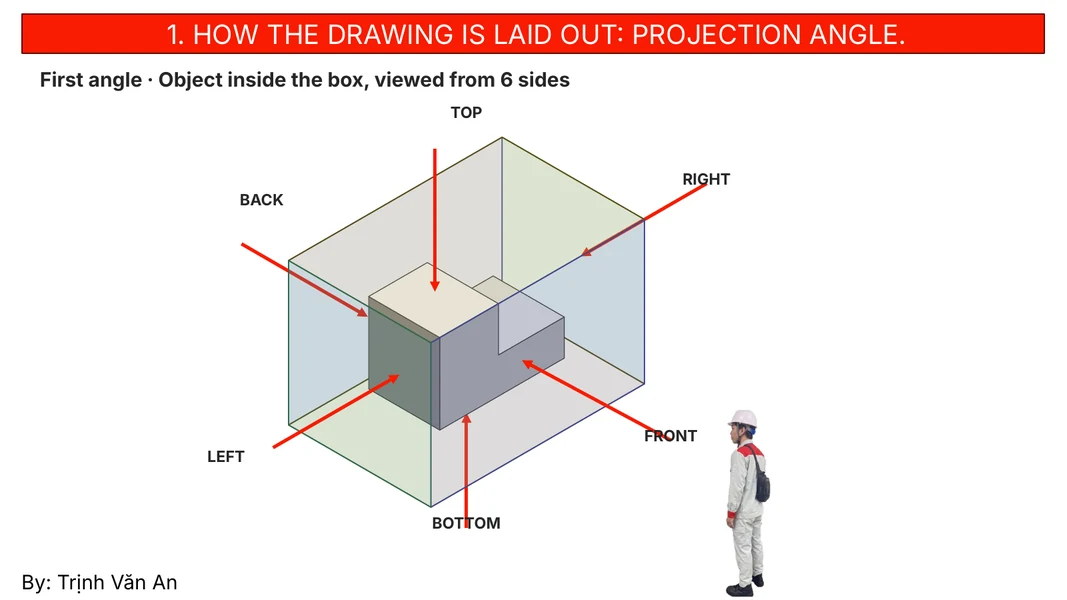 1. HOW THE DRAWING IS LAID OUT: PROJECTION ANGLE.
First angle · Object inside the box, viewed from 6 sides
TOP
RIGHT
BACK
FRONT
LEFT
BOTTOM
By: Trịnh Văn An